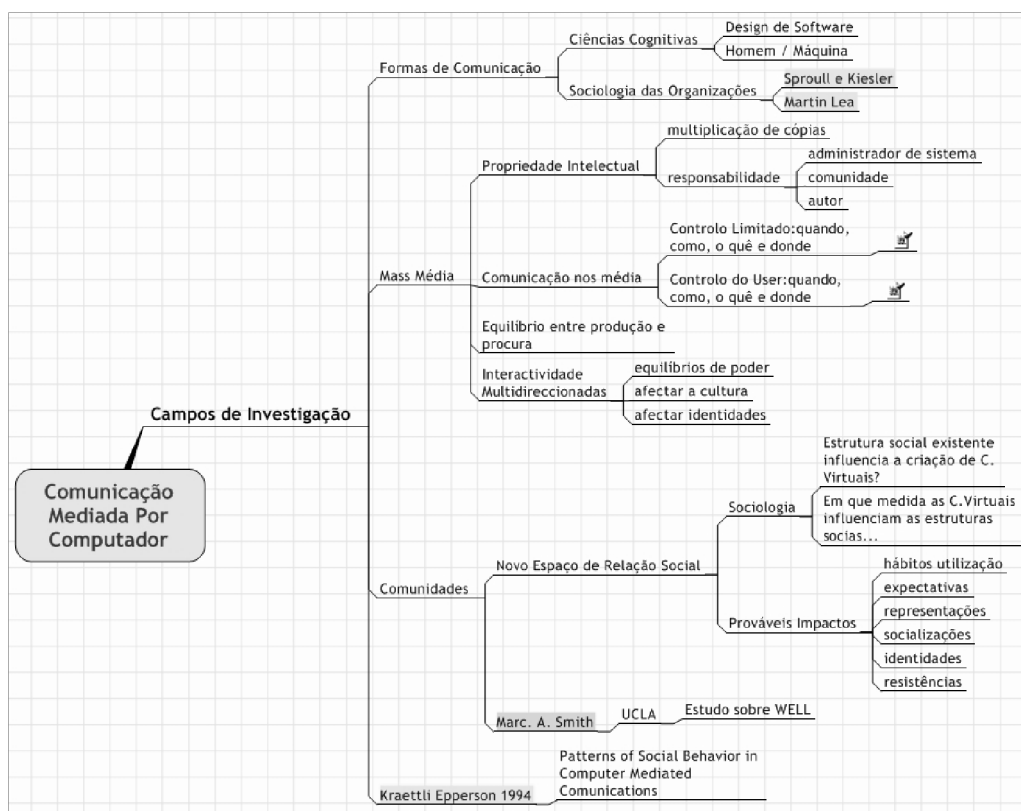 Comunicação
Mediada Por
Computador
Campos de Investigação
Formas de Comunicação
Ciências Cognitivas
Design de Software
Homem / Máquina
Sociologia das Organizações
Sproull e Kiesler
Martin Lea
Mass Média
Propriedade Intelectual
multiplicação de cópias
responsabilidade
administrador de sistema
comunidade
autor
Comunicação nos média
Controlo Limitado:quando,
como, o quê e donde
Controlo do User:quando,
como, o quê e donde
Equilíbrio entre produção e
procura
Interactividade
Multidireccionadas
equilíbrios de poder
afectar a cultura
afectar identidades
Comunidades
Novo Espaço de Relação Social
Sociologia
Estrutura social existente
influencia a criação de C.
Virtuais?
Em que medida as C.Virtuais
influenciam as estruturas
socias...
Prováveis Impactos
hábitos utilização
expectativas
representações
socializações
identidades
resistências
Marc. A. Smith
UCLA
Estudo sobre WELL
Kraettli Epperson 1994
Patterns of Social Behavior in
Computer Mediated
Comunications